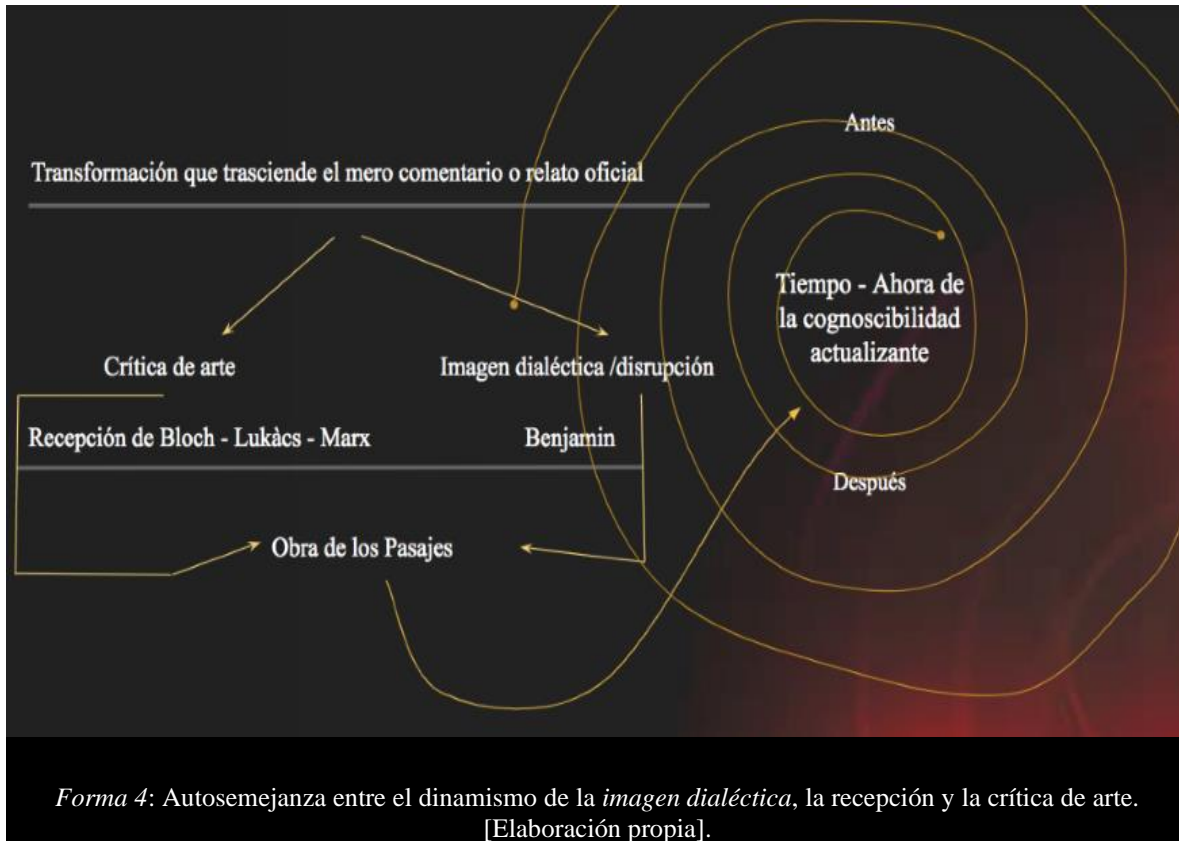 Antes
Transformación que trasciende el mero comentario o relato oficial
Tiempo - Ahora de
la cognoscibilidad
actualizante
Crítica de arte
Imagen dialéctica /disrupción
Recepción de Bloch - Lukàcs - Marx
Benjamin
Después
Obra de los Pasajes
Forma 4: Autosemejanza entre el dinamismo de la imagen dialéctica, la recepción y la crítica de arte.
[Elaboración propia].